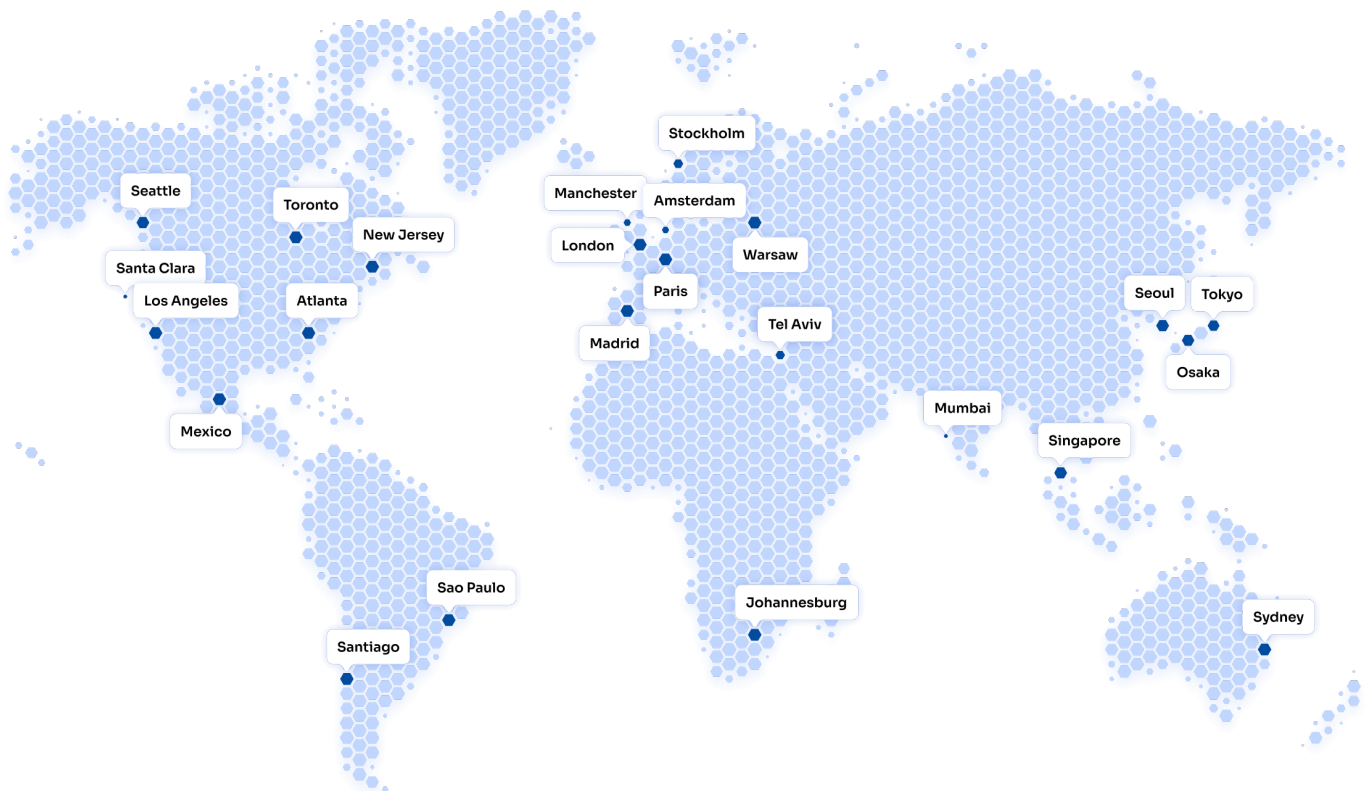 Stockholm
Seattle
Manchester
Amsterdam
Toronto
New Jersey
London
Warsaw
Santa Clara
Los Angeles
Atlanta
Paris
Seoul
Tokyo
Tel Aviv
Madrid
Osaka
Mumbai
Mexico
Singapore
Sao Paulo
Johannesburg
Sydney
Santiago